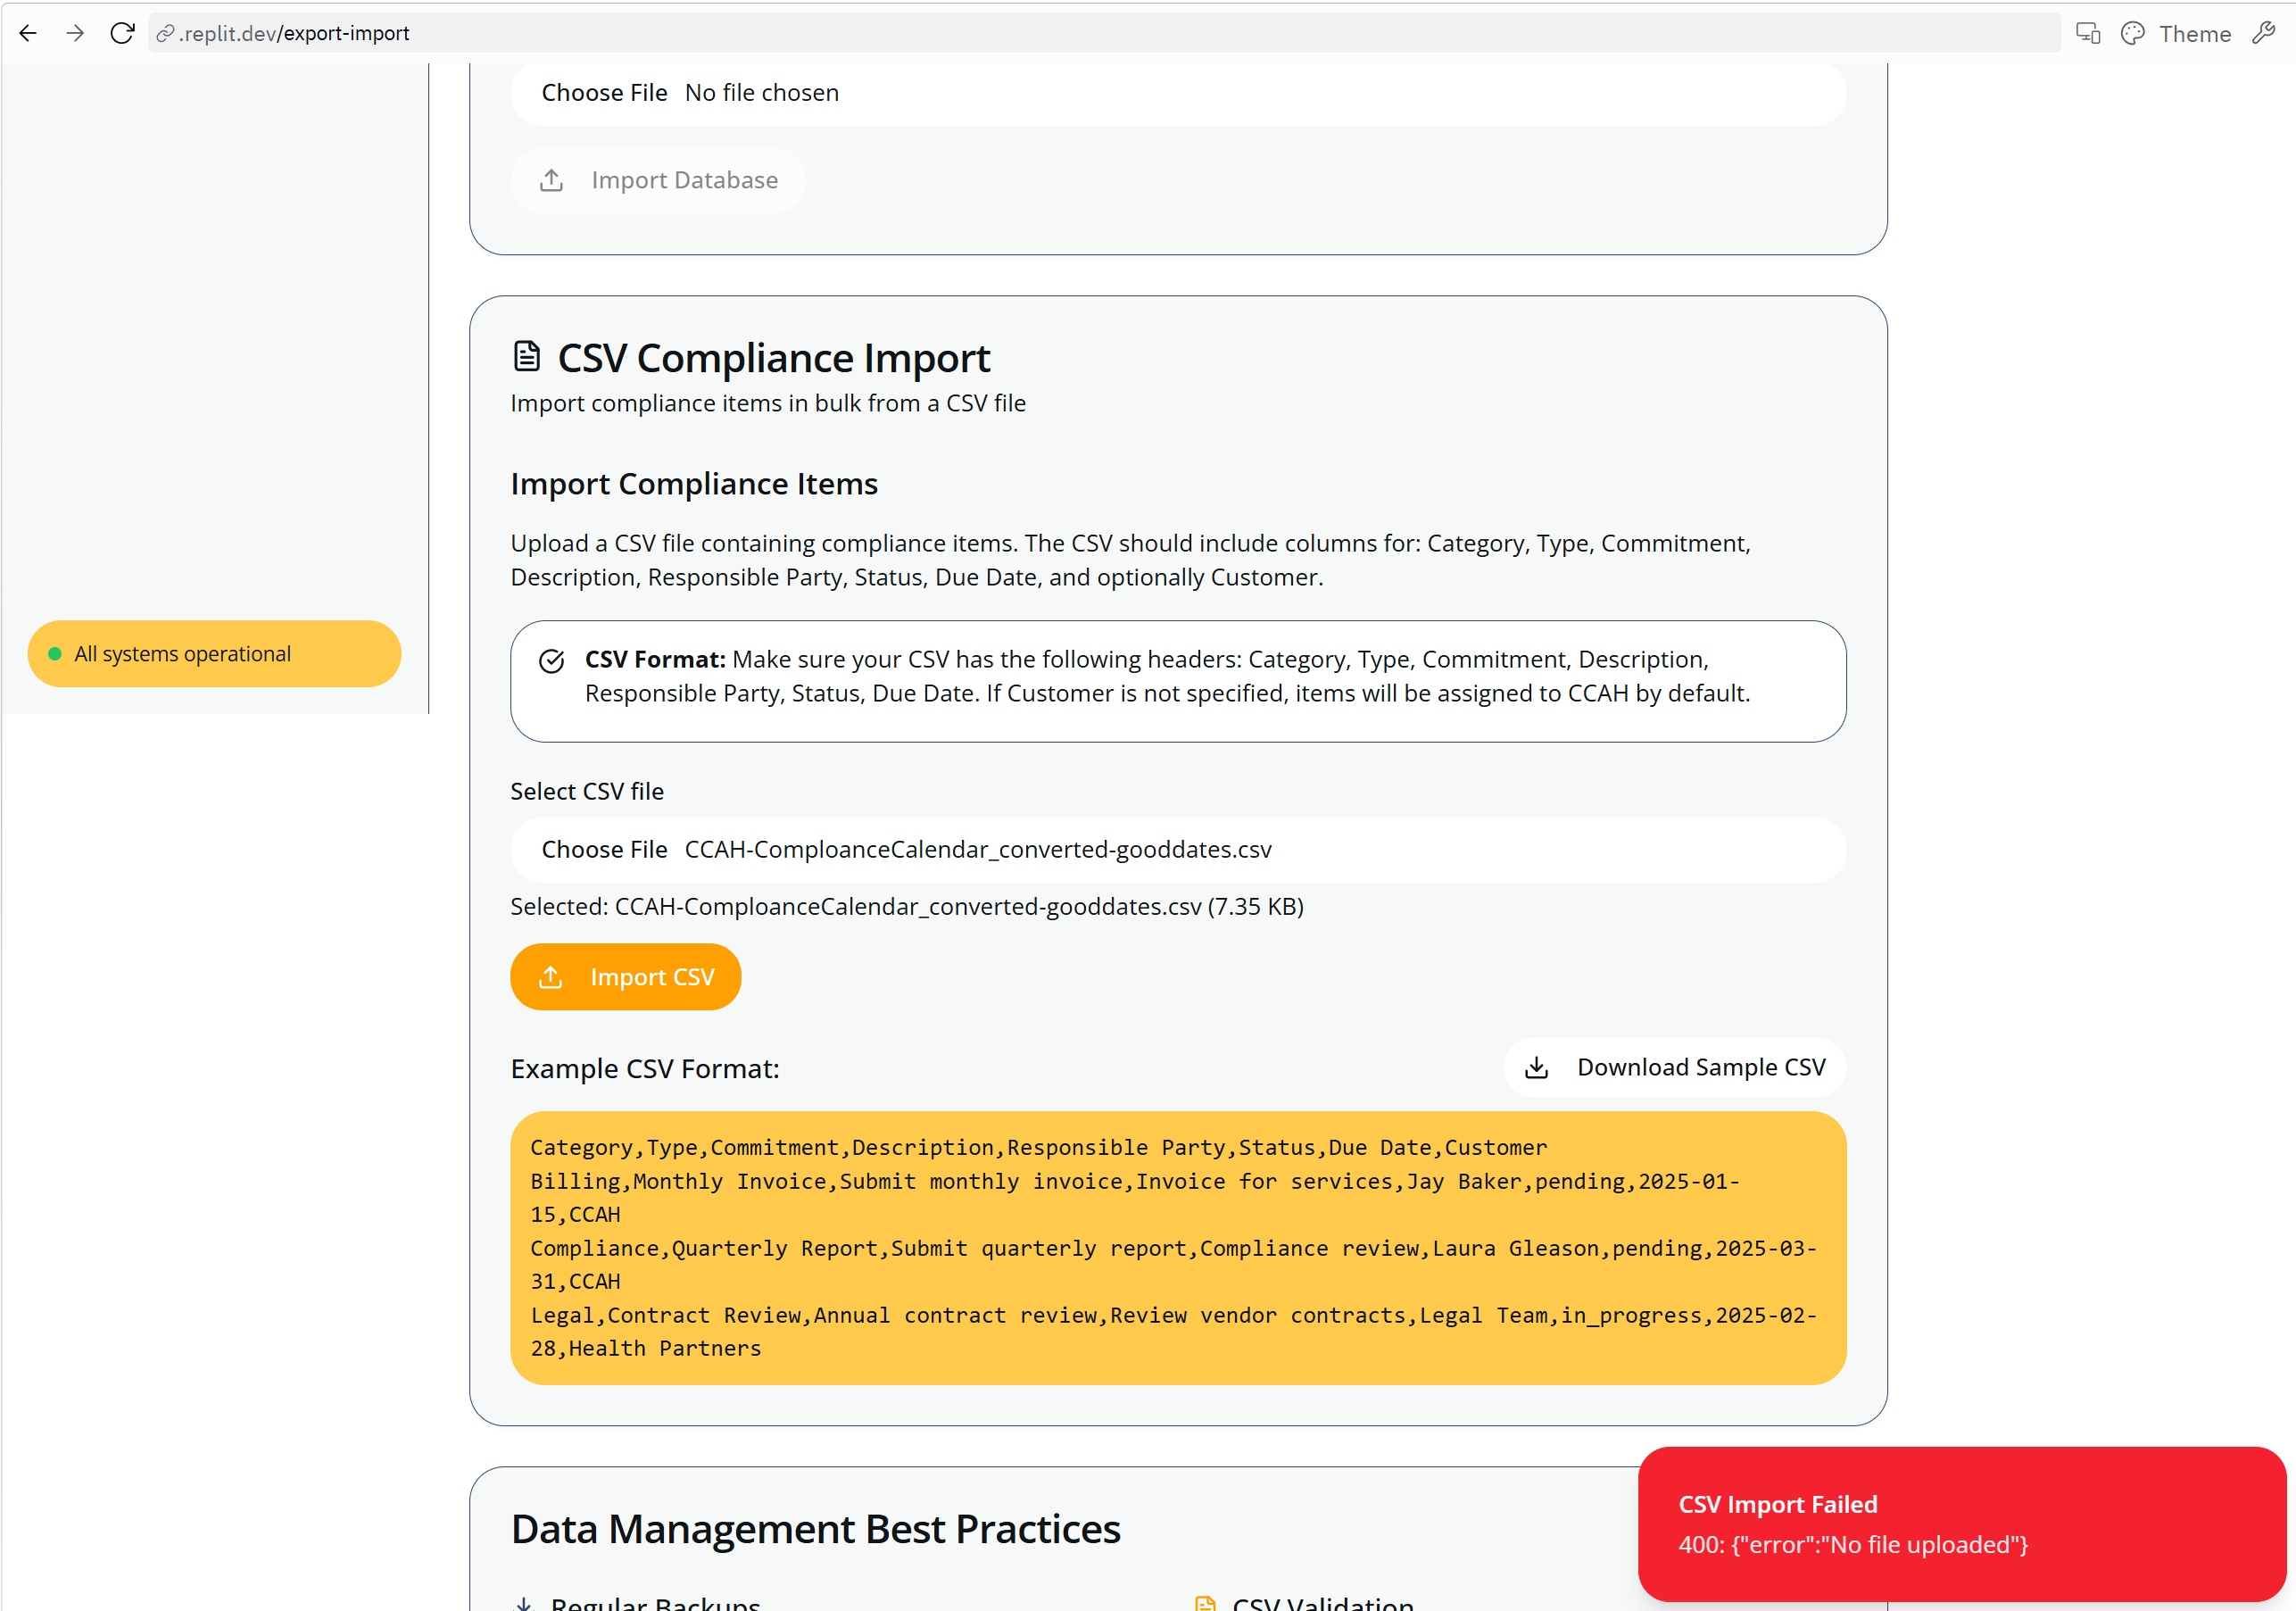 .replit.dev/export-import
Theme
Choose File No file chosen
Import Database
CSV Compliance Import
Import compliance items in bulk from a CSV file
Import Compliance Items
Upload a CSV file containing compliance items. The CSV should include columns for: Category, Type, Commitment,
Description, Responsible Party, Status, Due Date, and optionally Customer.
All systems operational
CSV Format: Make sure your CSV has the following headers: Category, Type, Commitment, Description,
Responsible Party, Status, Due Date. If Customer is not specified, items will be assigned to CCAH by default.
Select CSV file
Choose File CCAH-ComploanceCalendar_converted-gooddates.csv
Selected: CCAH-ComploanceCalendar_converted-gooddates.csv (7.35 KB)
Import CSV
Example CSV Format:
Download Sample CSV
Category,Type,Commitment,Description,Responsible Party,Status,Due Date,Customer
Billing,Monthly Invoice,Submit monthly invoice,Invoice for services,Jay Baker,pending,2025-01-
15,CCAH
Compliance,Quarterly Report,Submit quarterly report,Compliance review,Laura Gleason,pending,2025-03-
31,CCAH
Legal,Contract Review,Annual contract review,Review vendor contracts,Legal Team,in_progress,2025-02-
28,Health Partners
Data Management Best Practices
Regular Backups
CSV Validation
CSV Import Failed
400: {"error":"No file uploaded"}